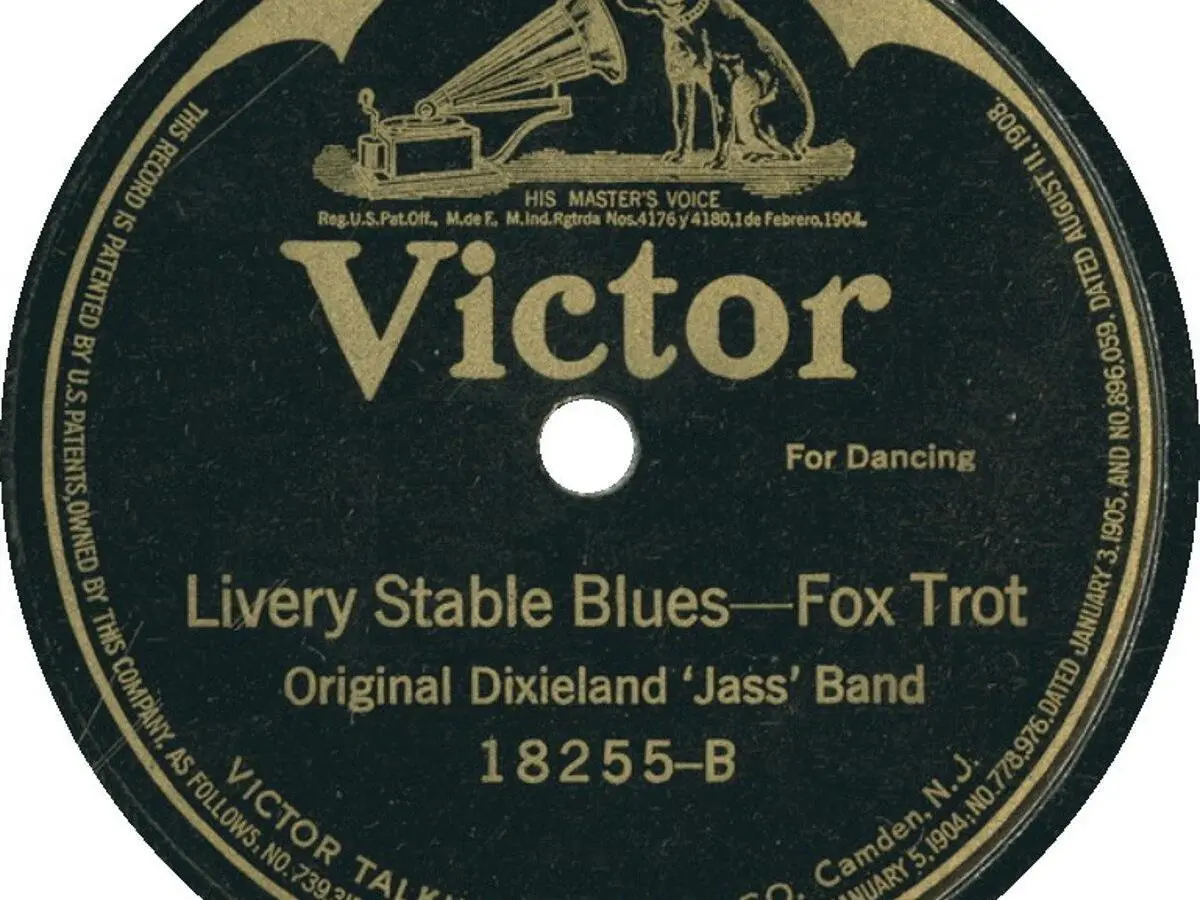 HIS MASTER'S VOICE
Reg.U.S.Pat.Off., M.de F., M.Ind.Rgtrda Nos.4176 y 4180,1 de Febrero,1904.
Victor
For Dancing
Livery Stable Blues—Fox Trot
Original Dixieland 'Jass' Band
18255-B
VICTOR CO. Camden, N.J.
THIS RECORD IS PATENTED BY U.S. PATENTS, OWNED BY THIS COMPANY, AS FOLLOWS, NO.
JANUARY 5, 1904, NO. 778,976, DATED JANUARY 3, 1905, AND NO. 896,059, DATED AUGUST 11, 1908.